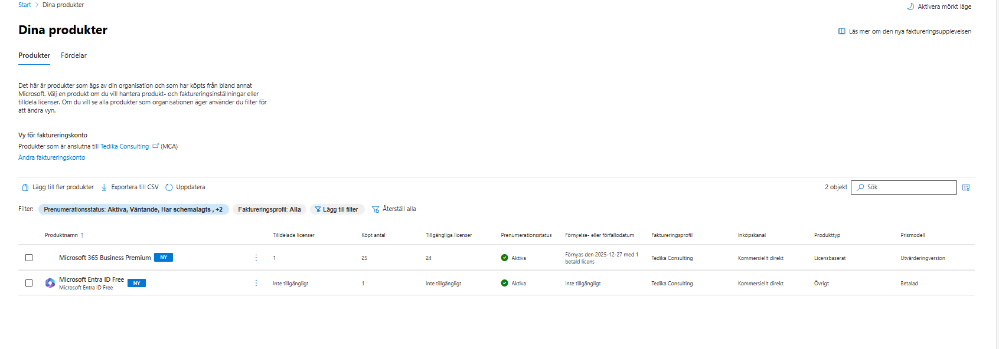 Start > Dina produkter
Aktivera mörkt läge
Dina produkter
Läs mer om den nya faktureringsupplevelsen
Produkter Fördelar
Det här är produkter som ägs av din organisation och som har köpts från bland annat
Microsoft. Välj en produkt om du vill hantera produkt- och faktureringsinställningar eller
tilldela licenser. Om du vill se alla produkter som organisationen äger använder du filter för
att ändra vyn.
Vy för faktureringskonto
Produkter som är anslutna till Tedika Consulting (MCA)
Ändra faktureringskonto
Lägg till fler produkter Exportera till CSV Uppdatera 2 objekt Sök
Filter: Prenumerationsstatus: Aktiva, Väntande, Har schemalagts , +2 Faktureringsprofil: Alla Lägg till filter Återställ alla
Produktnamn ↑ Tilldelade licenser Köpt antal Tillgängliga licenser Prenumerationsstatus Förnyelse- eller förfallodatum Faktureringsprofil Inköpskanal Produkttyp Prismodell
Microsoft 365 Business Premium NY 1 25 24 Aktiva Förnyas den 2025-12-27 med 1 Tedika Consulting Kommersiellt direkt Licensbaserat Utvärderingversion
betald licens
Microsoft Entra ID Free NY Inte tillgängligt 1 Inte tillgängligt Aktiva Inte tillgängligt Tedika Consulting Kommersiellt direkt Övrigt Betalad
Microsoft Entra ID Free